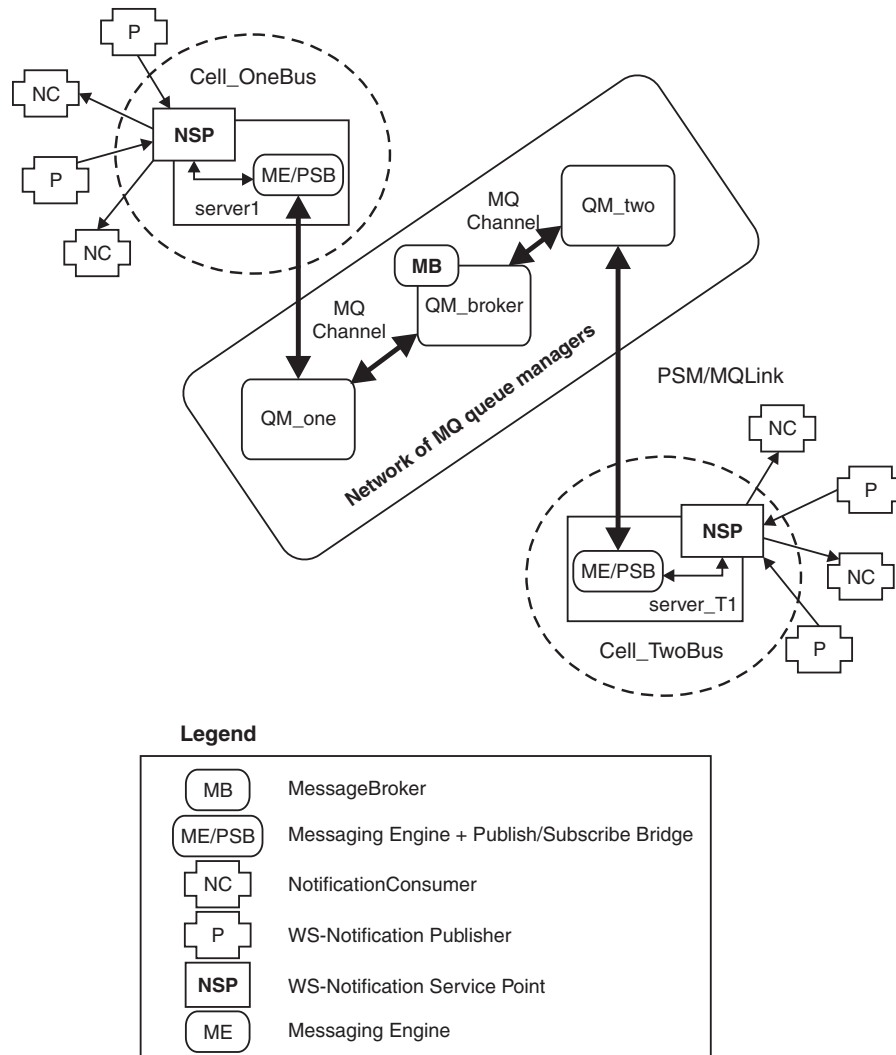 P
Cell_OneBus
NC
NSP
P
ME/PSB
server1
NC
MQ
Channel
QM_two
MB
QM_broker
MQ
Channel
QM_one
Network of MQ queue managers
PSM/MQLink
NC
P
NSP
ME/PSB
NC
server_T1
P
Cell_TwoBus
Legend
MB MessageBroker
ME/PSB Messaging Engine + Publish/Subscribe Bridge
NC NotificationConsumer
P WS-Notification Publisher
NSP WS-Notification Service Point
ME Messaging Engine